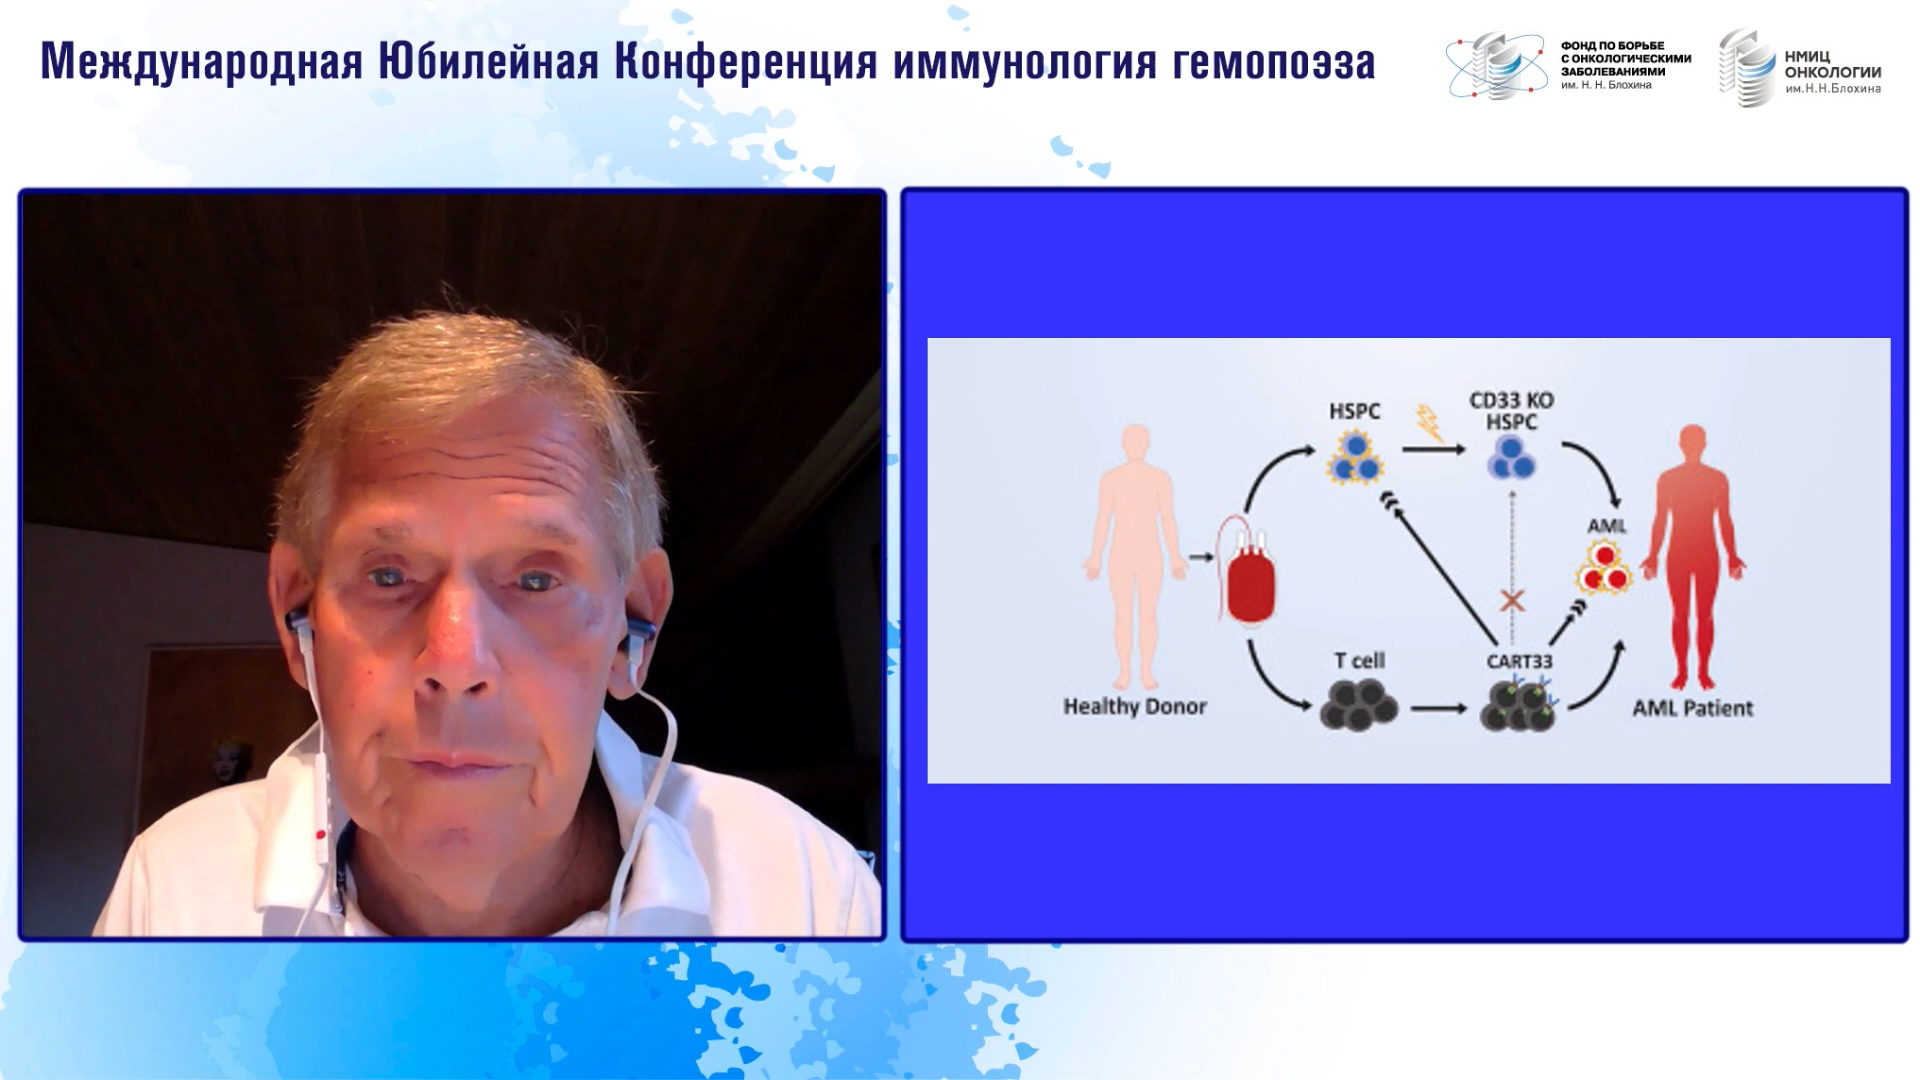 Международная Юбилейная Конференция иммунология гемопоэза
ФОНД ПО БОРЬБЕ
С ОНКОЛОГИЧЕСКИМИ
ЗАБОЛЕВАНИЯМИ
им. Н. Н. Блохина
НМИЦ
ОНКОЛОГИИ
им.Н.Н.Блохина
HSPC
CD33 KO
HSPC
AML
T cell
CART33
Healthy Donor
AML Patient